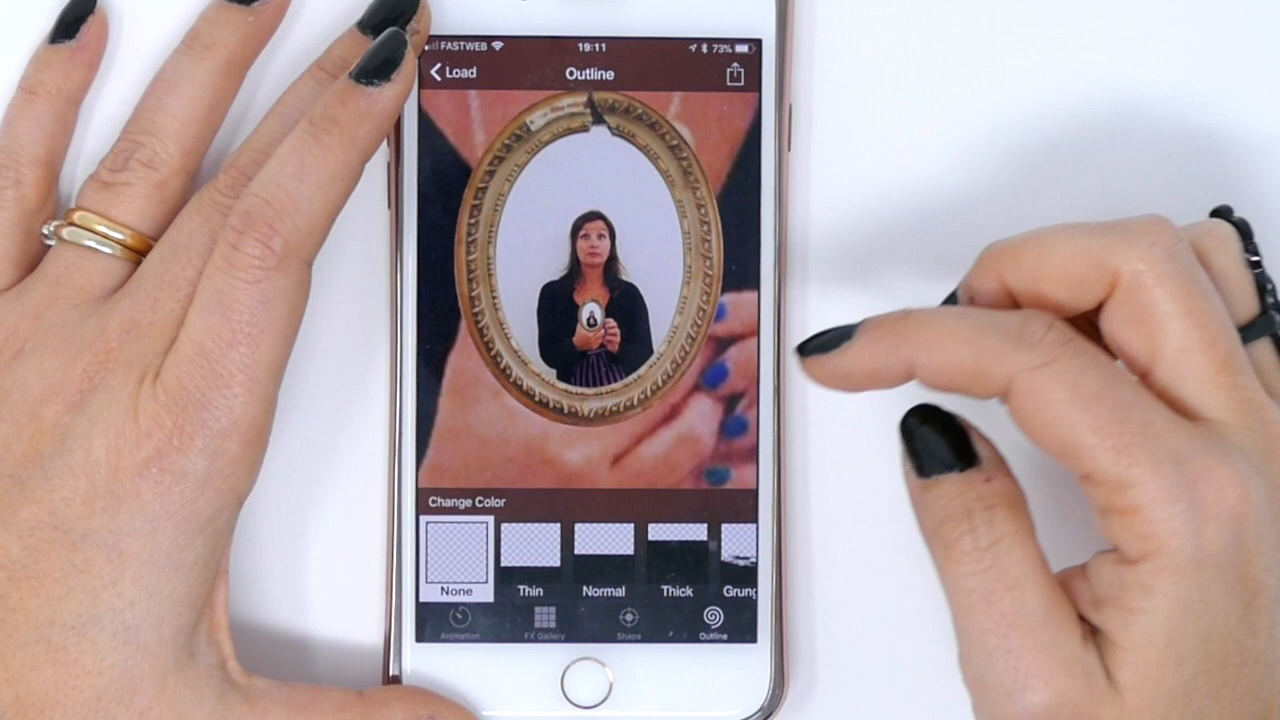 FASTWEB 19:11 73%
Load Outline
Change Color
None Thin Normal Thick Grung
Animation FX Gallery Shape Outline